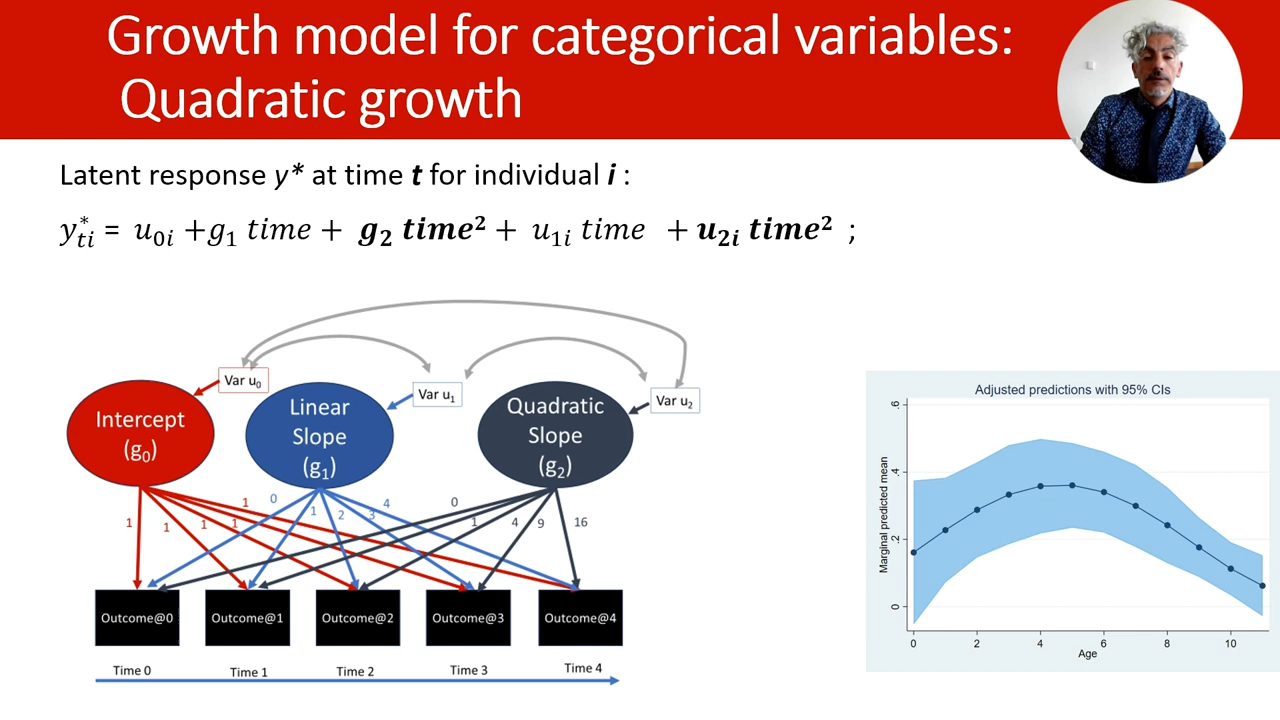 Growth model for categorical variables:
Quadratic growth
Latent response y* at time t for individual i :
y*ₜᵢ = u₀ᵢ +g₁ time + g₂ time² + u₁ᵢ time + u₂ᵢ time² ;
Var u₀
Var u₁
Var u₂
Intercept
(g₀)
Linear
Slope
(g₁)
Quadratic
Slope
(g₂)
1 1 1 1 1
0 1 2 3 4
0 1 4 9 16
Outcome@0 Outcome@1 Outcome@2 Outcome@3 Outcome@4
Time 0 Time 1 Time 2 Time 3 Time 4
Adjusted predictions with 95% CIs
Marginal predicted mean
.6
.4
.2
0
0 2 4 6 8 10
Age